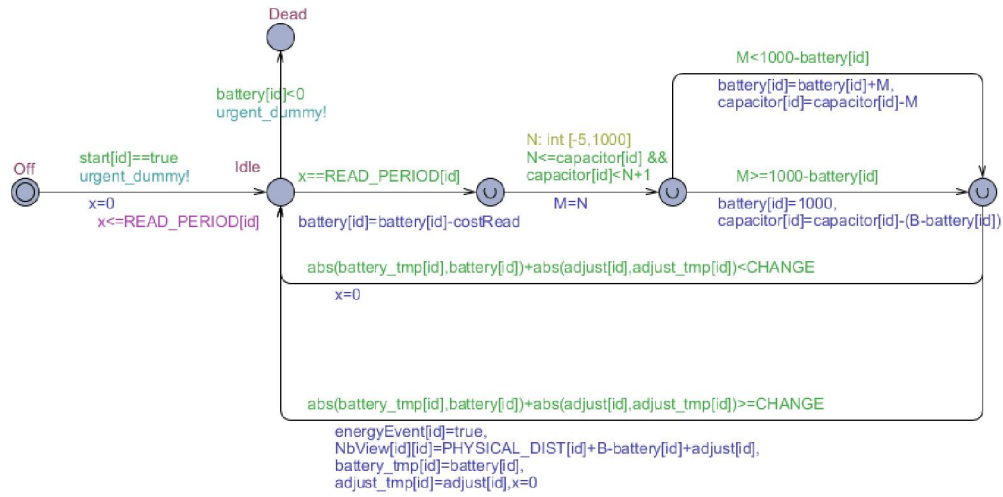 Dead
M<1000-battery[id]
battery[id]=battery[id]+M,
capacitor[id]=capacitor[id]-M
battery[id]<0
urgent_dummy!
N: int [-5,1000]
N<=capacitor[id] &&
capacitor[id]<N+1
Off
start[id]==true
urgent_dummy!
Idle
x==READ_PERIOD[id]
M>=1000-battery[id]
x=0
x<=READ_PERIOD[id]
battery[id]=battery[id]-costRead
M=N
battery[id]=1000,
capacitor[id]=capacitor[id]-(B-battery[id])
abs(battery_tmp[id],battery[id])+abs(adjust[id],adjust_tmp[id])<CHANGE
x=0
abs(battery_tmp[id],battery[id])+abs(adjust[id],adjust_tmp[id])>=CHANGE
energyEvent[id]=true,
NbView[id][id]=PHYSICAL_DIST[id]+B-battery[id]+adjust[id],
battery_tmp[id]=battery[id],
adjust_tmp[id]=adjust[id],x=0